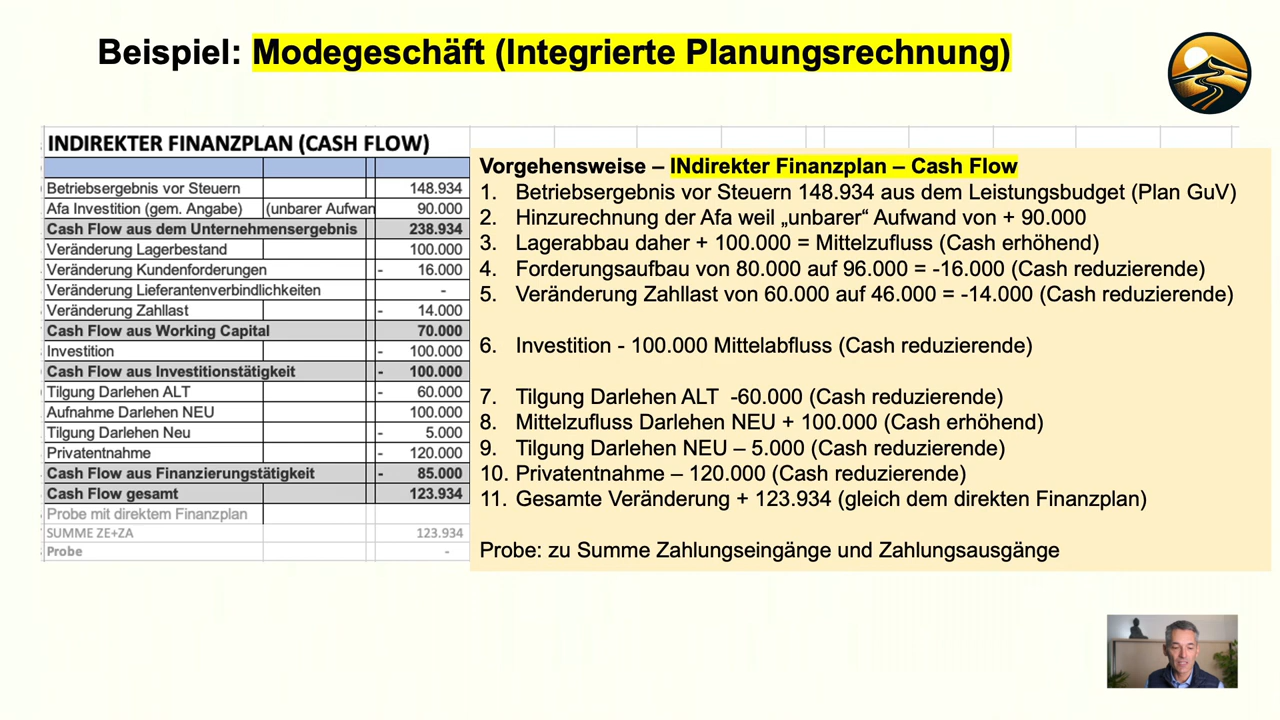 Beispiel: Modegeschäft (Integrierte Planungsrechnung)
INDIREKTER FINANZPLAN (CASH FLOW)
Betriebsergebnis vor Steuern 148.934
Afa Investition (gem. Angabe) (unbarer Aufwan 90.000
Cash Flow aus dem Unternehmensergebnis 238.934
Veränderung Lagerbestand 100.000
Veränderung Kundenforderungen - 16.000
Veränderung Lieferantenverbindlichkeiten -
Veränderung Zahllast - 14.000
Cash Flow aus Working Capital 70.000
Investition - 100.000
Cash Flow aus Investitionstätigkeit - 100.000
Tilgung Darlehen ALT - 60.000
Aufnahme Darlehen NEU 100.000
Tilgung Darlehen Neu - 5.000
Privatentnahme - 120.000
Cash Flow aus Finanzierungstätigkeit - 85.000
Cash Flow gesamt 123.934
Probe mit direktem Finanzplan
SUMME ZE+ZA 123.934
Probe -
Vorgehensweise – INdirekter Finanzplan – Cash Flow
1. Betriebsergebnis vor Steuern 148.934 aus dem Leistungsbudget (Plan GuV)
2. Hinzurechnung der Afa weil „unbarer“ Aufwand von + 90.000
3. Lagerabbau daher + 100.000 = Mittelzufluss (Cash erhöhend)
4. Forderungsaufbau von 80.000 auf 96.000 = -16.000 (Cash reduzierende)
5. Veränderung Zahllast von 60.000 auf 46.000 = -14.000 (Cash reduzierende)
6. Investition - 100.000 Mittelabfluss (Cash reduzierende)
7. Tilgung Darlehen ALT -60.000 (Cash reduzierende)
8. Mittelzufluss Darlehen NEU + 100.000 (Cash erhöhend)
9. Tilgung Darlehen NEU – 5.000 (Cash reduzierende)
10. Privatentnahme – 120.000 (Cash reduzierende)
11. Gesamte Veränderung + 123.934 (gleich dem direkten Finanzplan)
Probe: zu Summe Zahlungseingänge und Zahlungsausgänge